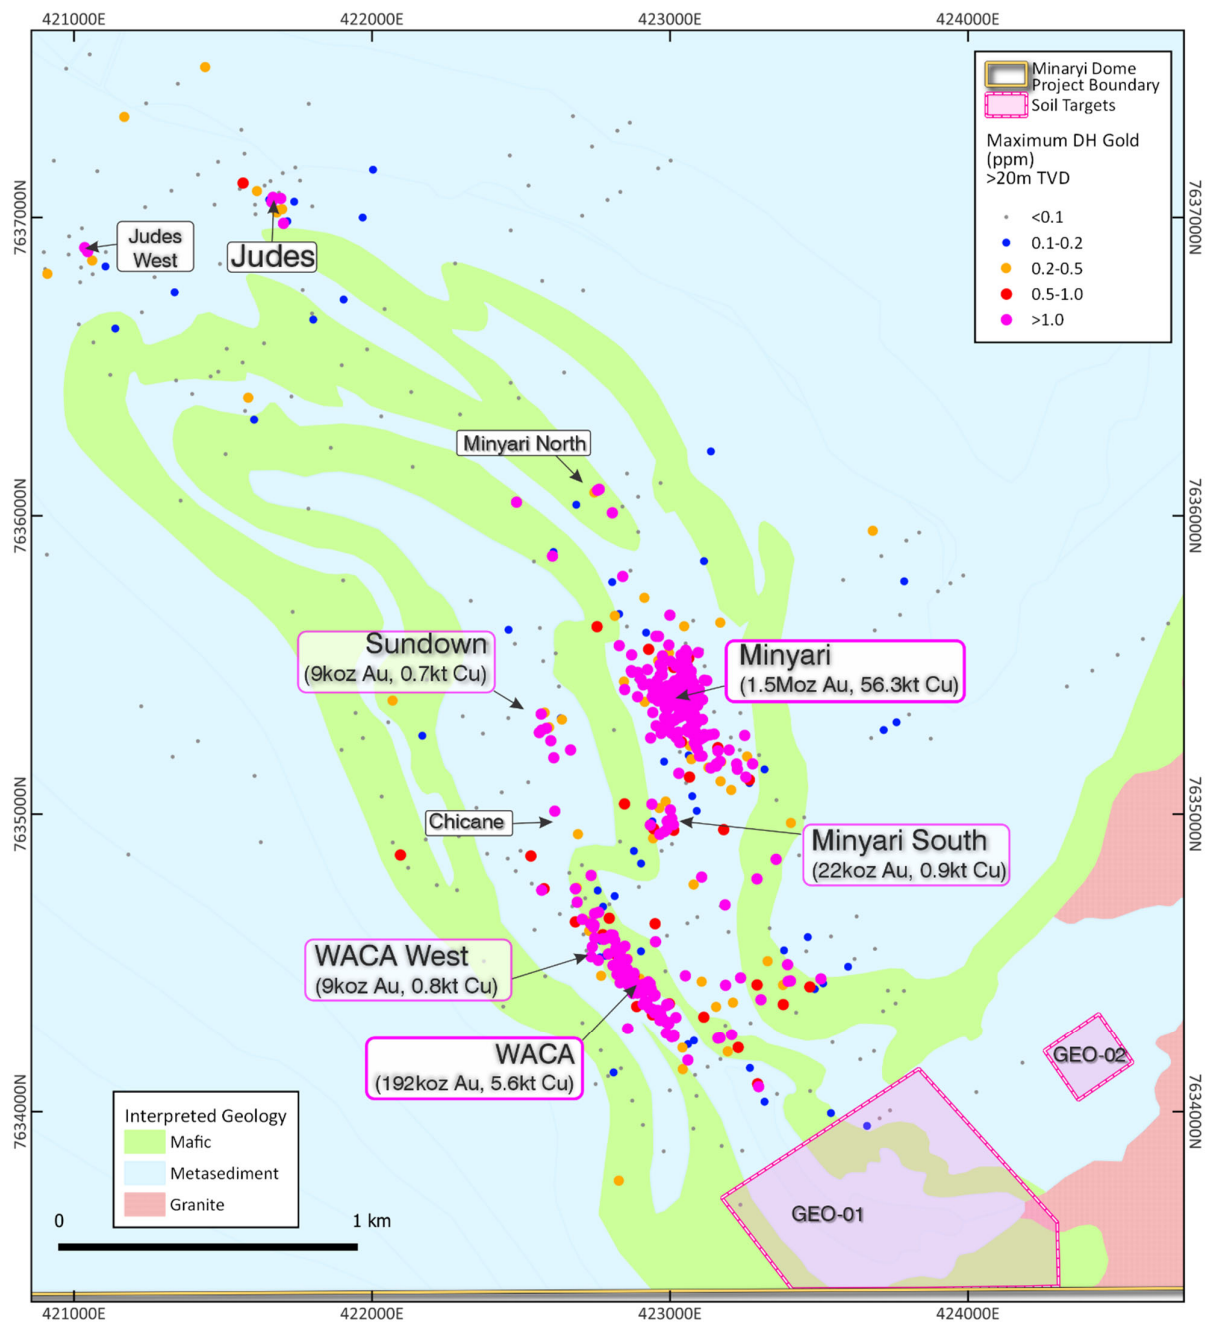 421000E
422000E
423000E
424000E
Minaryi Dome
Project Boundary
Soil Targets
Maximum DH Gold
(ppm)
>20m TVD
<0.1
0.1-0.2
0.2-0.5
0.5-1.0
>1.0
7637000N
7637000N
Judes
West
Judes
Minyari North
7636000N
7636000N
Sundown
(9koz Au, 0.7kt Cu)
Minyari
(1.5Moz Au, 56.3kt Cu)
7635000N
7635000N
Chicane
Minyari South
(22koz Au, 0.9kt Cu)
WACA West
(9koz Au, 0.8kt Cu)
WACA
(192koz Au, 5.6kt Cu)
GEO-02
7634000N
7634000N
Interpreted Geology
Mafic
Metasediment
Granite
GEO-01
0
1 km
421000E
422000E
423000E
424000E